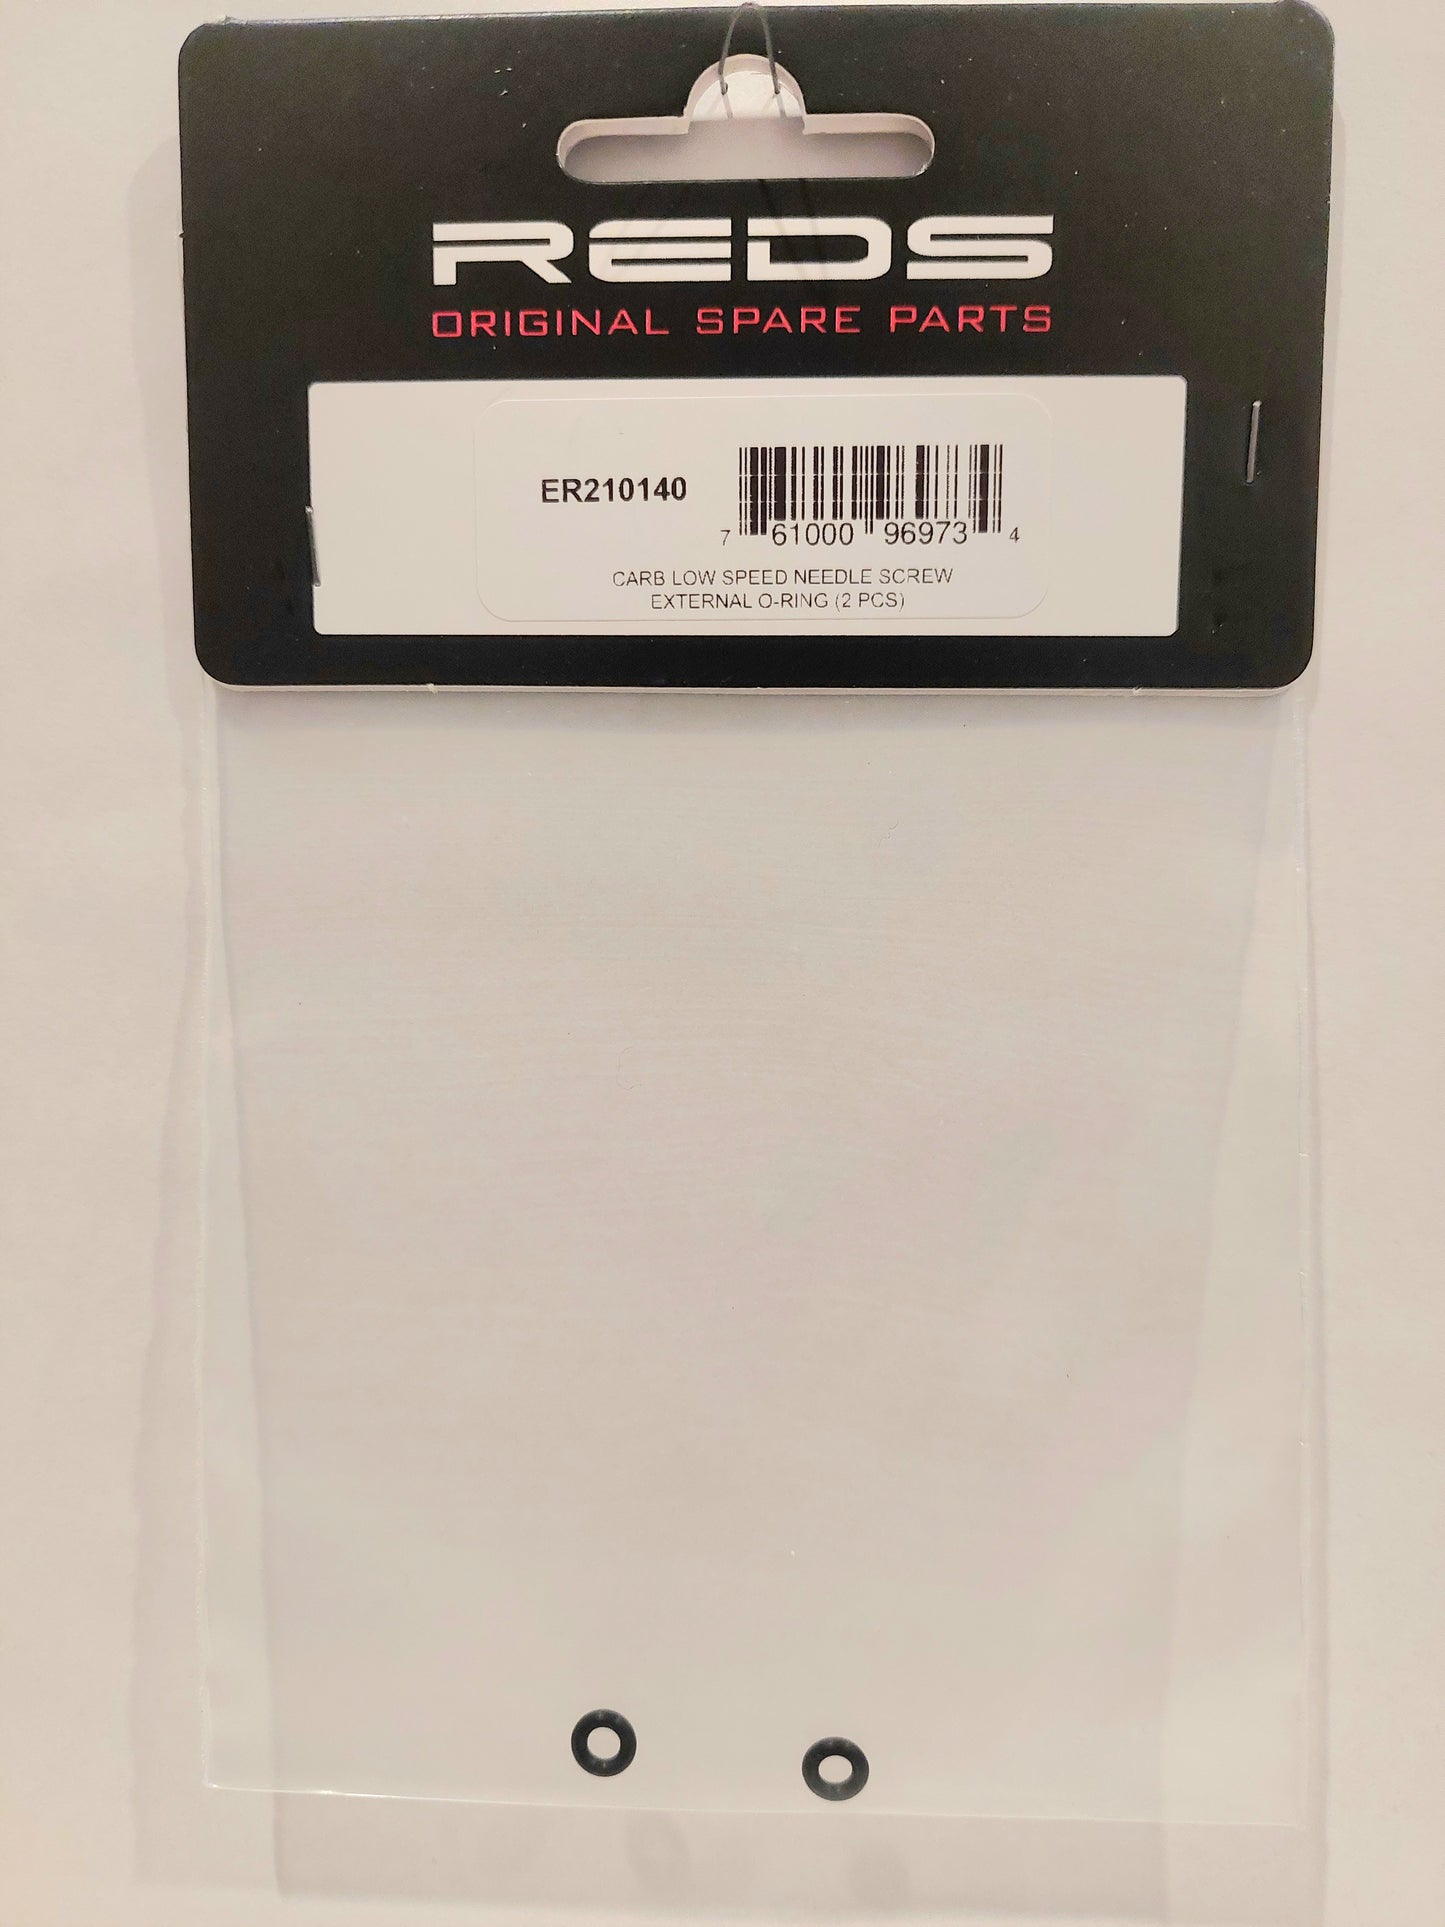 REDS
ORIGINAL SPARE PARTS
ER210140
7 61000 96973 4
CARB LOW SPEED NEEDLE SCREW
EXTERNAL O-RING (2 PCS)